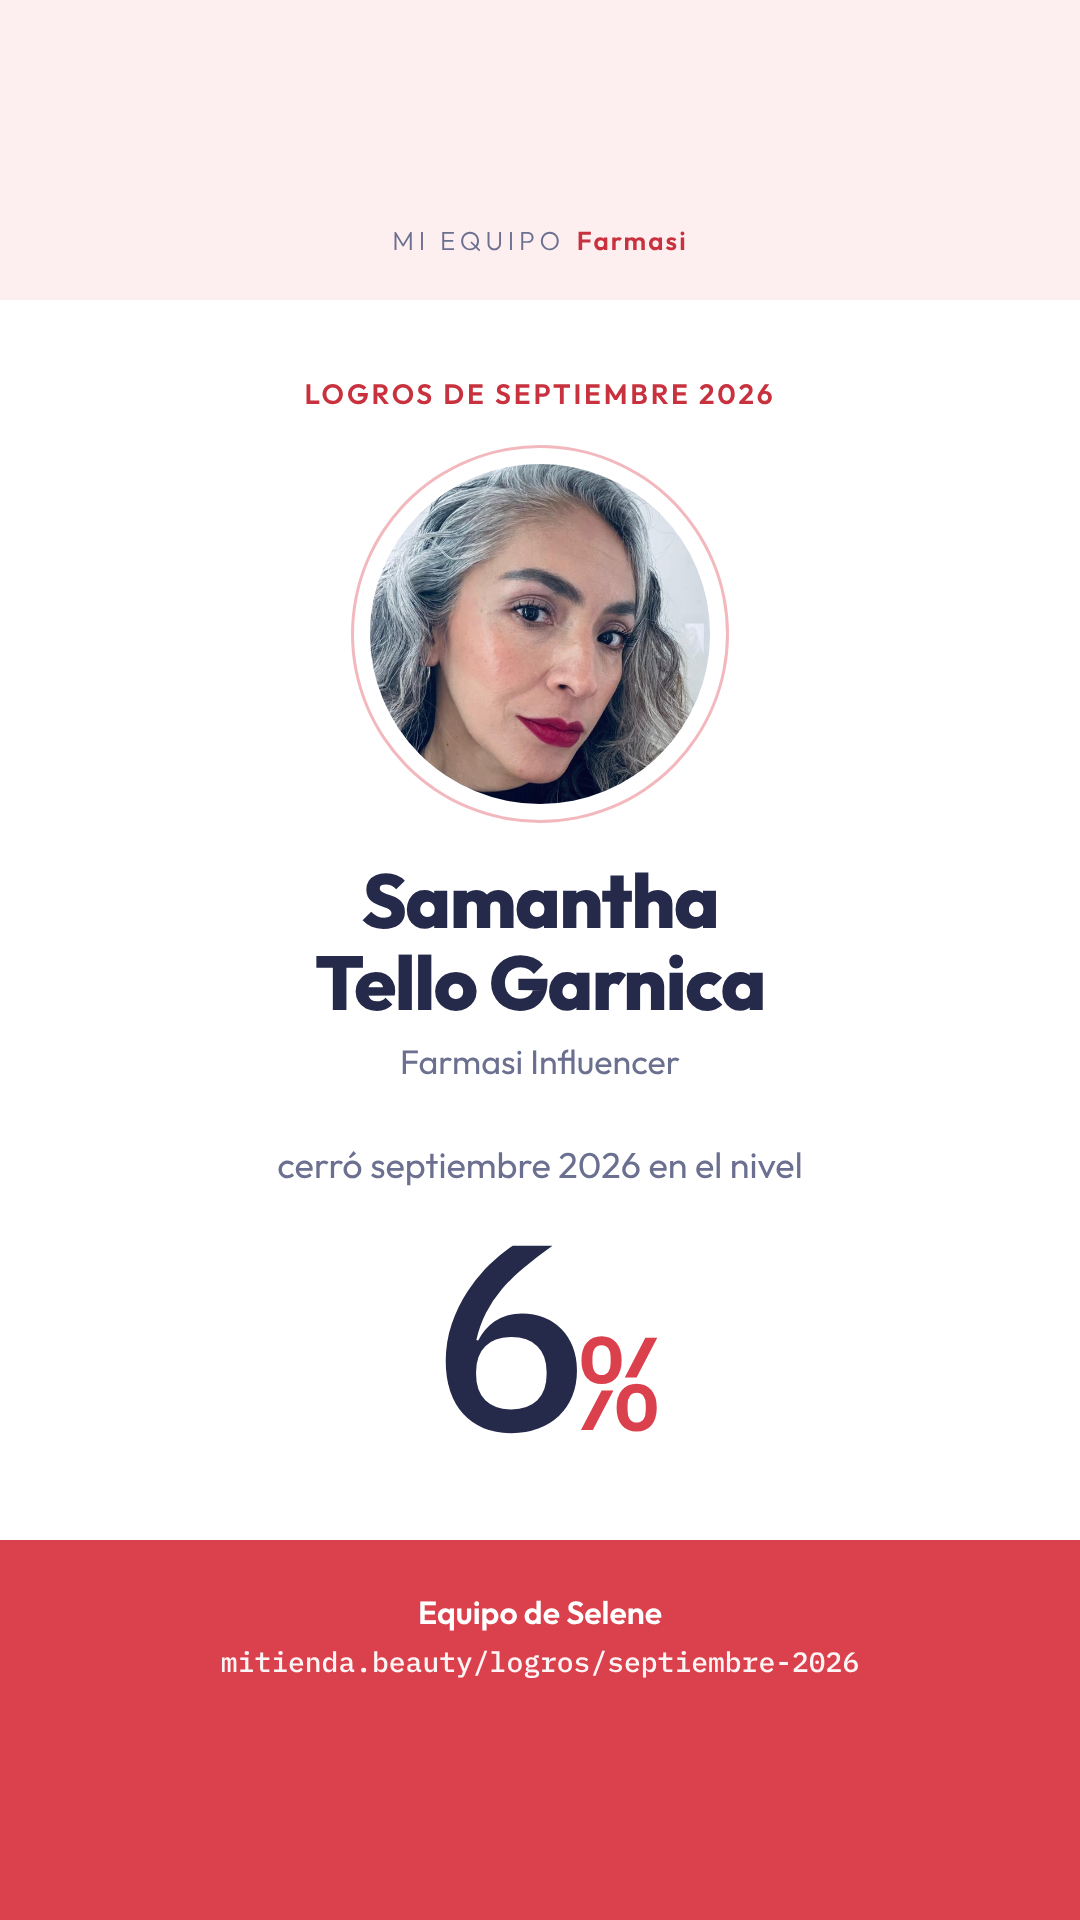 MI EQUIPO Farmasi
LOGROS DE SEPTIEMBRE 2026
Samantha
Tello Garnica
Farmasi Influencer
cerró septiembre 2026 en el nivel
6%
Equipo de Selene
mitienda.beauty/logros/septiembre-2026